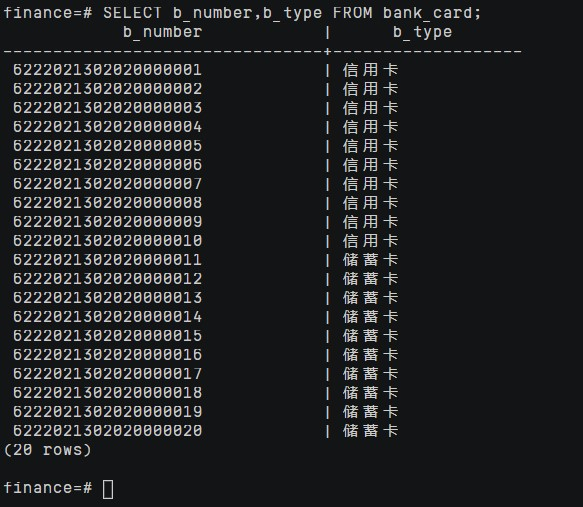 finance=# SELECT b_number,b_type FROM bank_card;
b_number | b_type
--------------------------------+-------------------
6222021302020000001 | 信用卡
6222021302020000002 | 信用卡
6222021302020000003 | 信用卡
6222021302020000004 | 信用卡
6222021302020000005 | 信用卡
6222021302020000006 | 信用卡
6222021302020000007 | 信用卡
6222021302020000008 | 信用卡
6222021302020000009 | 信用卡
6222021302020000010 | 信用卡
6222021302020000011 | 储蓄卡
6222021302020000012 | 储蓄卡
6222021302020000013 | 储蓄卡
6222021302020000014 | 储蓄卡
6222021302020000015 | 储蓄卡
6222021302020000016 | 储蓄卡
6222021302020000017 | 储蓄卡
6222021302020000018 | 储蓄卡
6222021302020000019 | 储蓄卡
6222021302020000020 | 储蓄卡
(20 rows)
finance=#